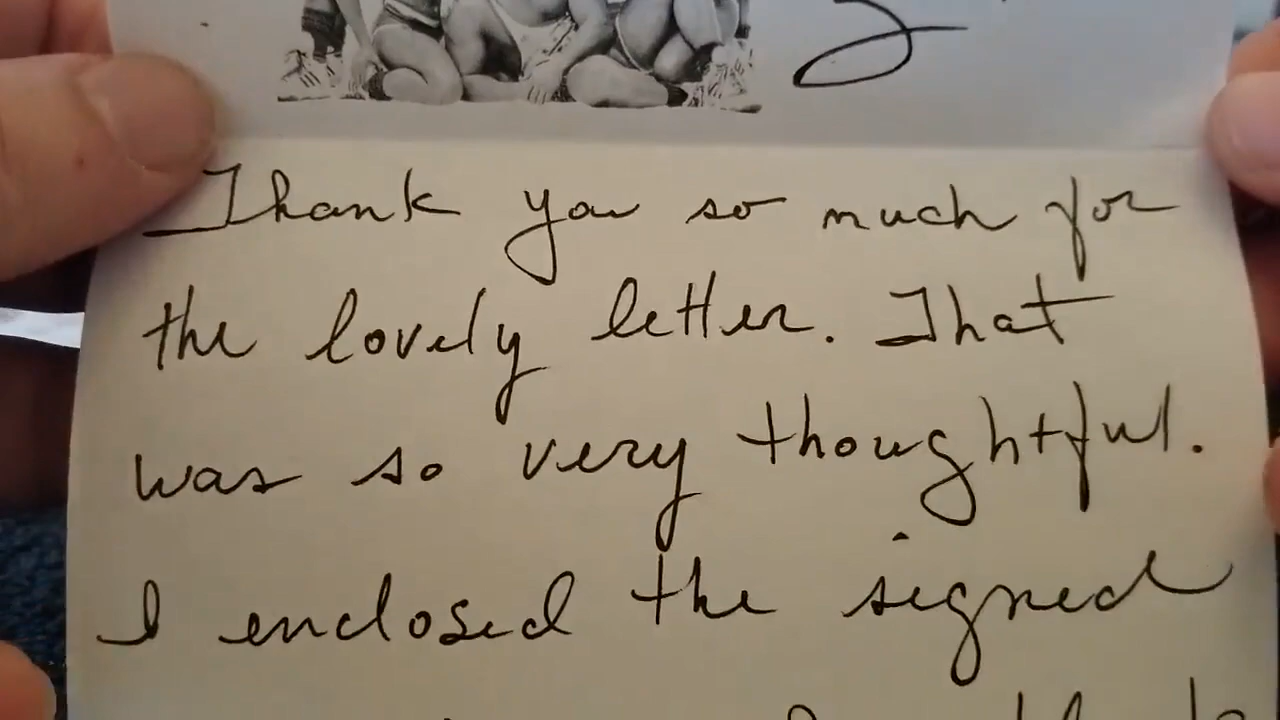 Thank you so much for
the lovely letter. That
was so very thoughtful.
I enclosed the signed